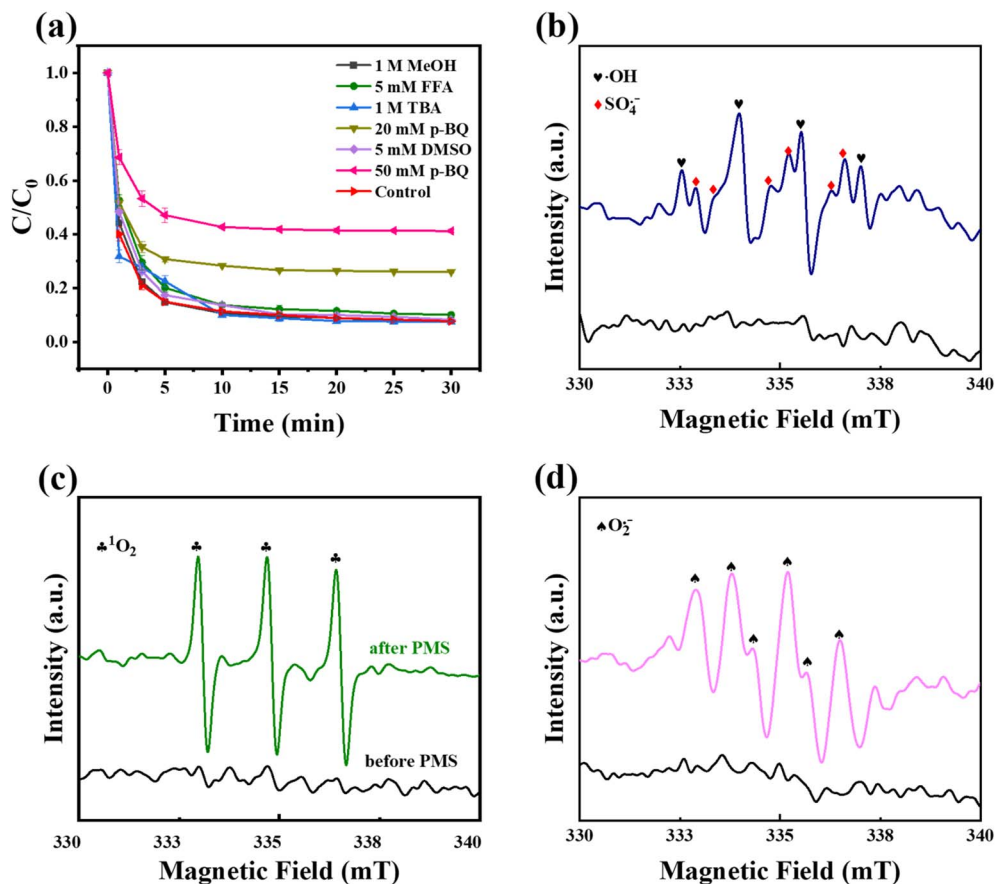 (a)
1 M MeOH
5 mM FFA
1 M TBA
20 mM p-BQ
5 mM DMSO
50 mM p-BQ
Control
1.0
0.8
0.6
0.4
0.2
0.0
C/C₀
0 5 10 15 20 25 30
Time (min)
(b)
♥·OH
♦SO₄·⁻
Intensity (a.u.)
330 333 335 338 340
Magnetic Field (mT)
(c)
♣¹O₂
after PMS
before PMS
Intensity (a.u.)
330 333 335 338 340
Magnetic Field (mT)
(d)
♠O₂·⁻
Intensity (a.u.)
330 333 335 338 340
Magnetic Field (mT)